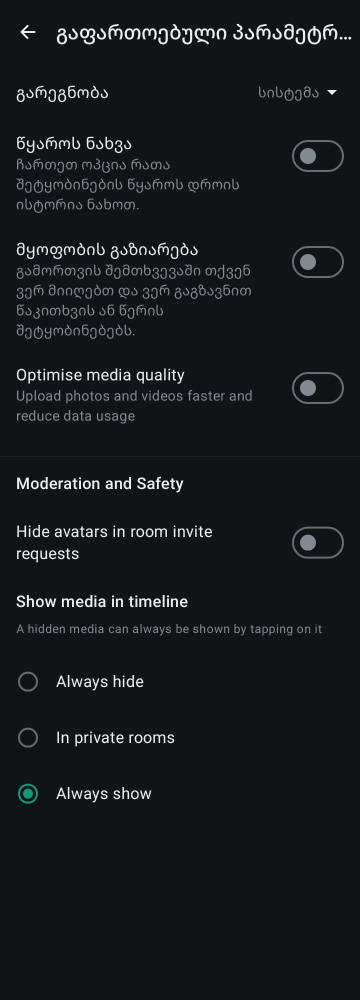 გაფართოებული პარამეტრ...
გარეგნობა
სისტემა
წყაროს ნახვა
ჩართეთ ოპცია რათა
შეტყობინების წყაროს დროის
ისტორია ნახოთ.
მყოფობის გაზიარება
გამორთვის შემთხვევაში თქვენ
ვერ მიიღებთ და ვერ გაგზავნით
წაკითხვის ან წერის
შეტყობინებებს.
Optimise media quality
Upload photos and videos faster and
reduce data usage
Moderation and Safety
Hide avatars in room invite
requests
Show media in timeline
A hidden media can always be shown by tapping on it
Always hide
In private rooms
Always show